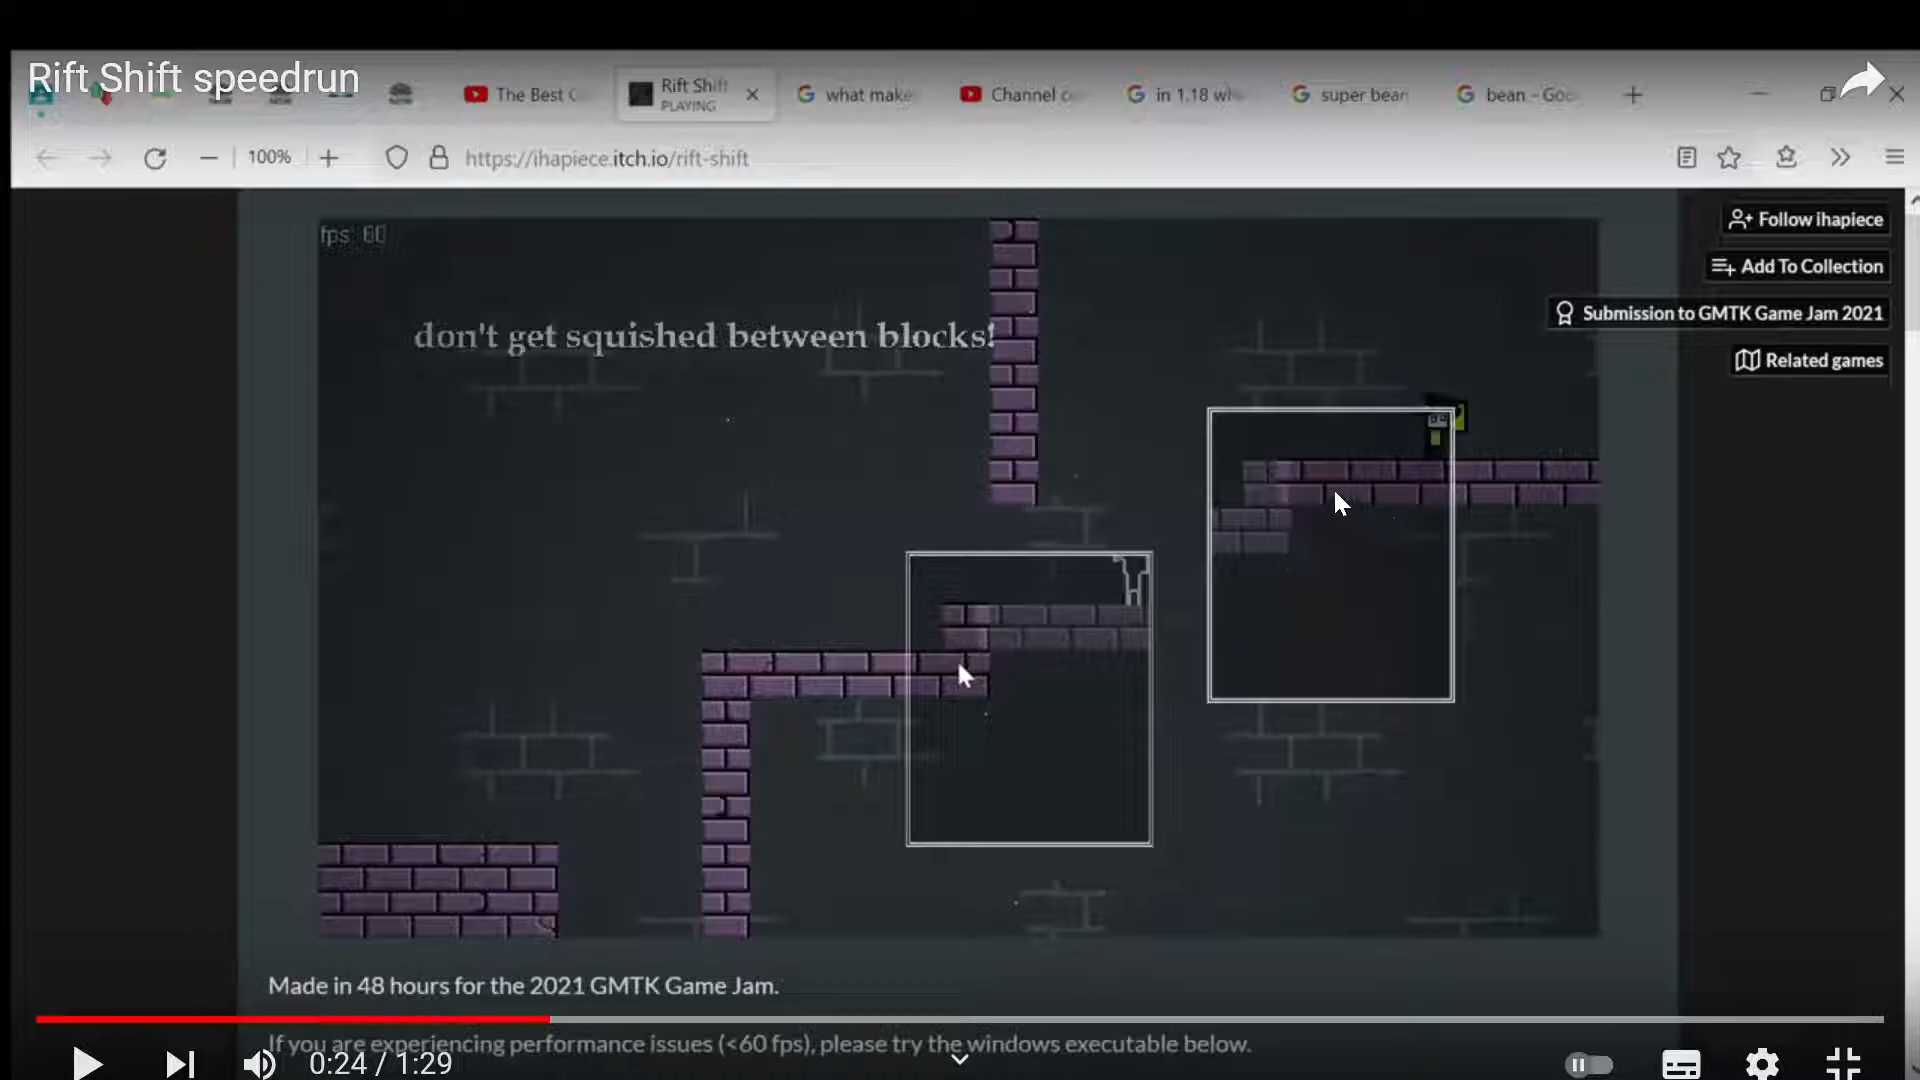 Rift Shift speedrun
The Best C
Rift Shift
PLAYING
what make
Channel c
in 1.18 wh
super bean
bean - Goo
100%
https://ihapiece.itch.io/rift-shift
Follow ihapiece
fps: 60
Add To Collection
Submission to GMTK Game Jam 2021
don't get squished between blocks!
Related games
Made in 48 hours for the 2021 GMTK Game Jam.
If you are experiencing performance issues (<60 fps), please try the windows executable below.
0:24 / 1:29